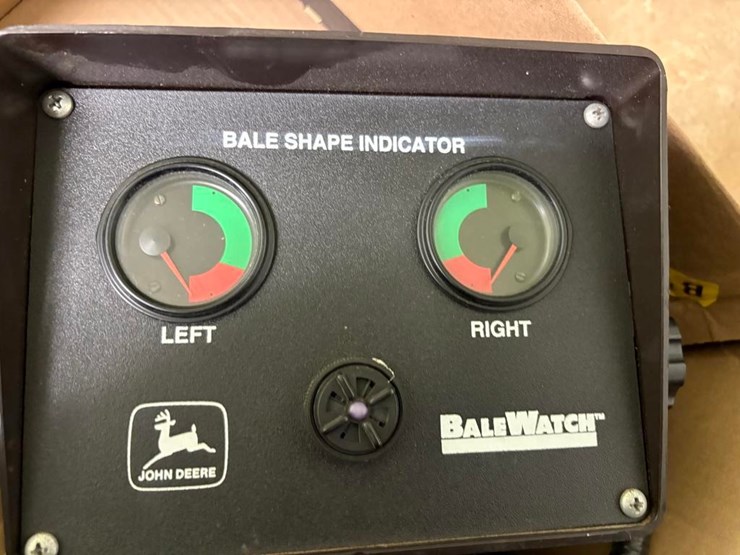 BALE SHAPE INDICATOR
LEFT
RIGHT
JOHN DEERE
BALEWATCH™